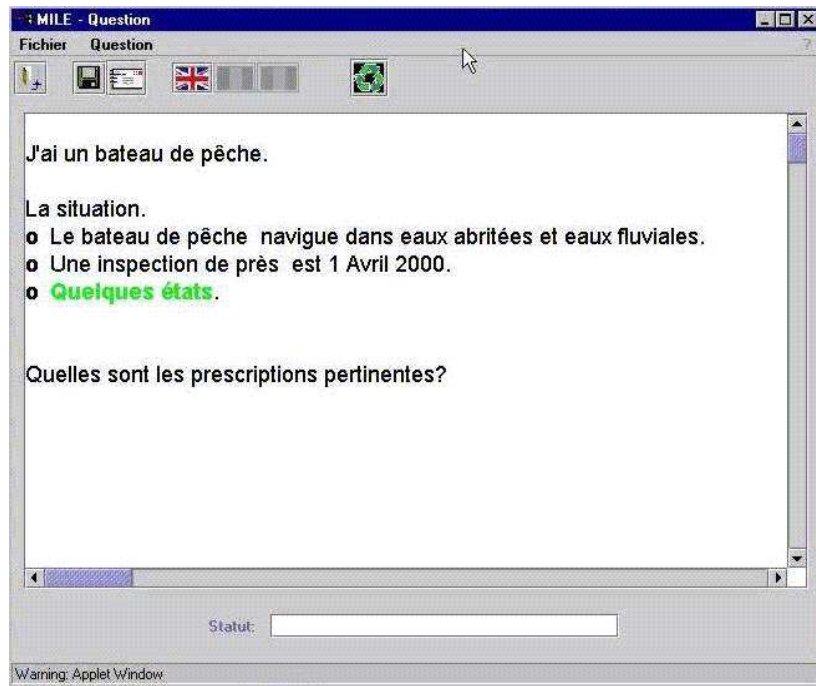 MILE - Question
Fichier Question ?
J'ai un bateau de pêche.
La situation.
o Le bateau de pêche navigue dans eaux abritées et eaux fluviales.
o Une inspection de près est 1 Avril 2000.
o Quelques états.
Quelles sont les prescriptions pertinentes?
Statut:
Warning: Applet Window